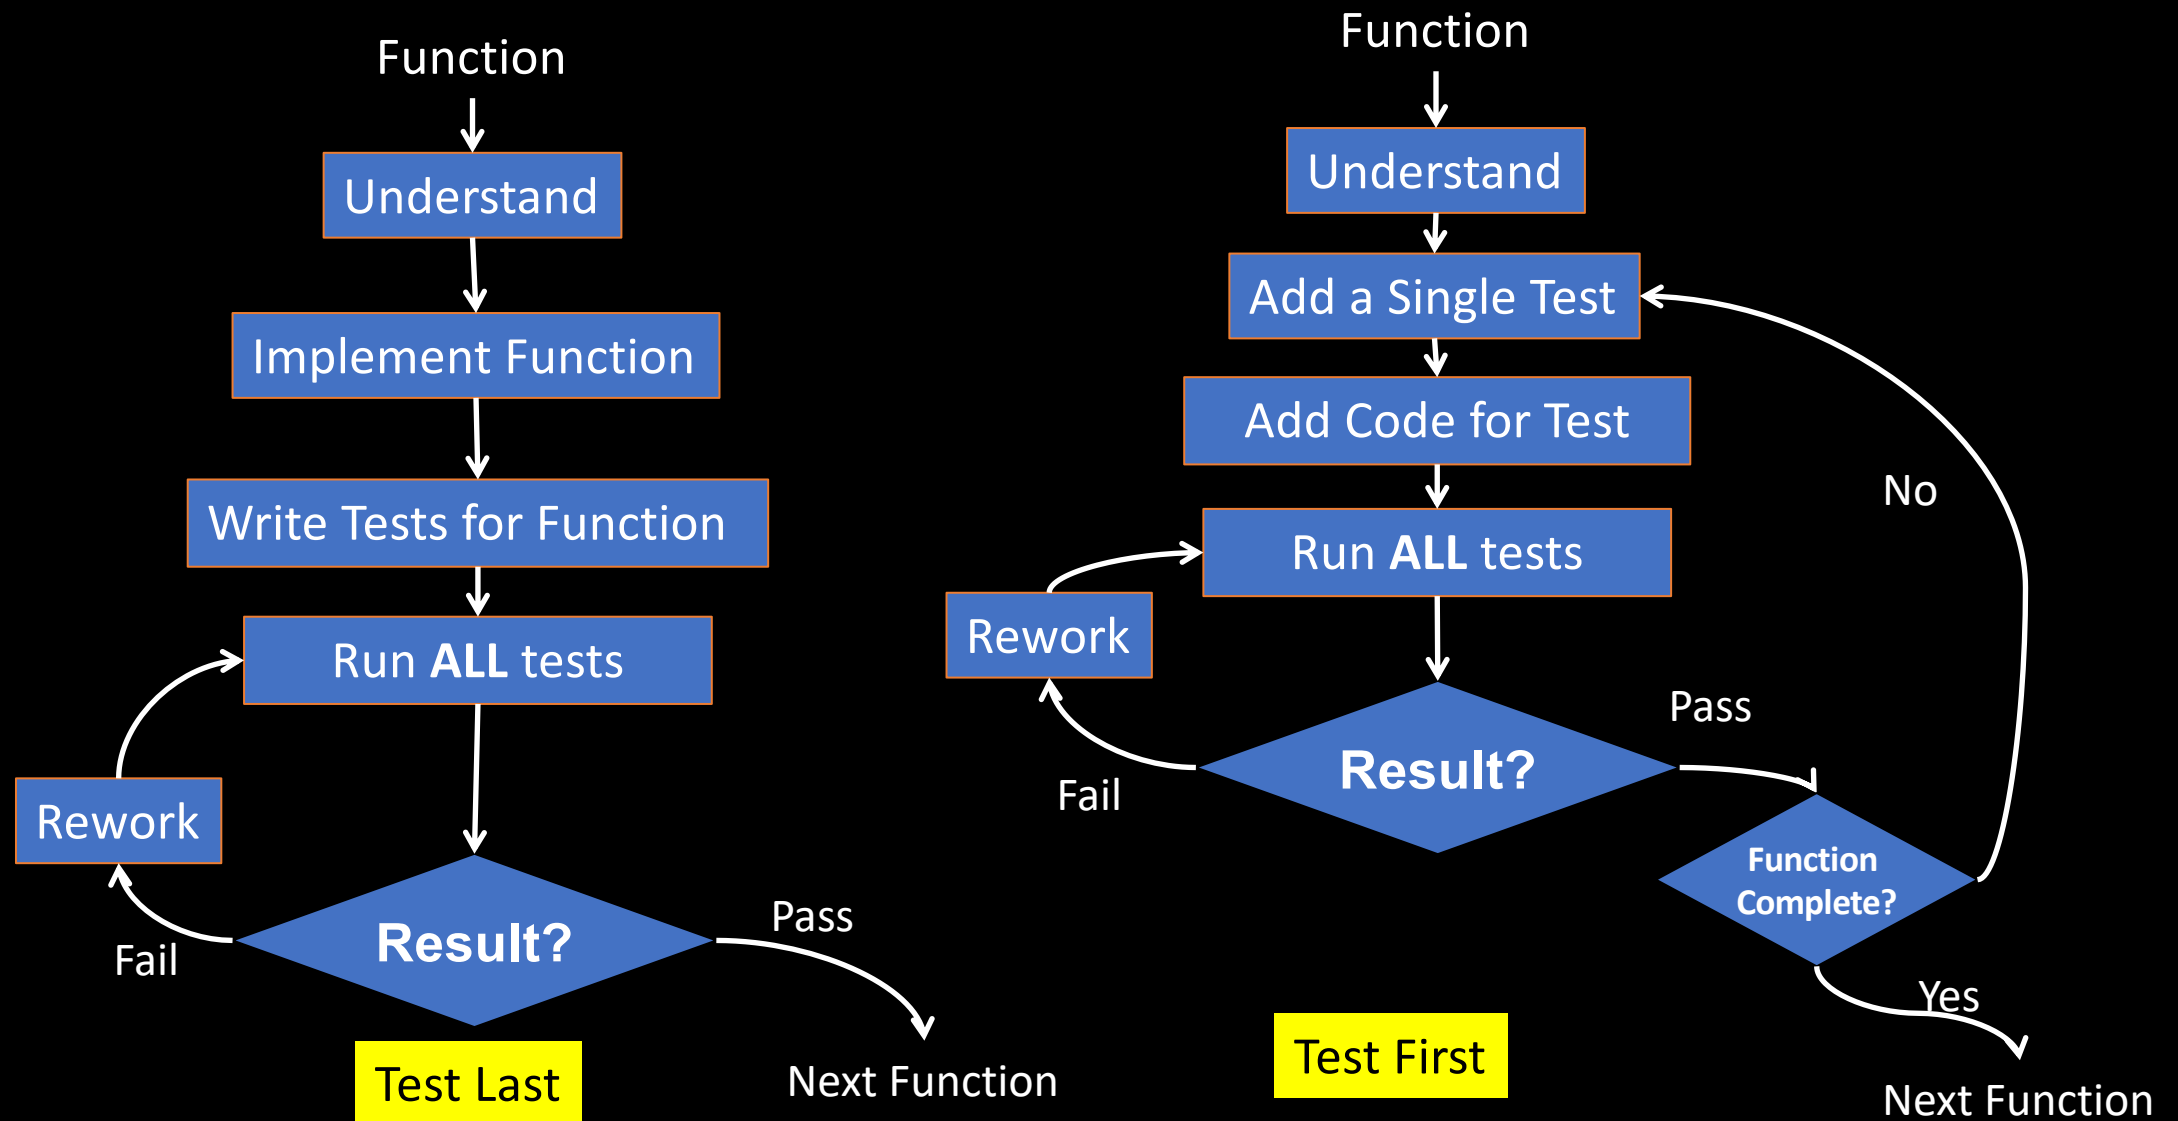 Function
Understand
Implement Function
Write Tests for Function
Run ALL tests
Rework
Fail
Result?
Pass
Next Function
Test Last
Function
Understand
Add a Single Test
Add Code for Test
No
Run ALL tests
Rework
Fail
Result?
Pass
Function
Complete?
Yes
Next Function
Test First